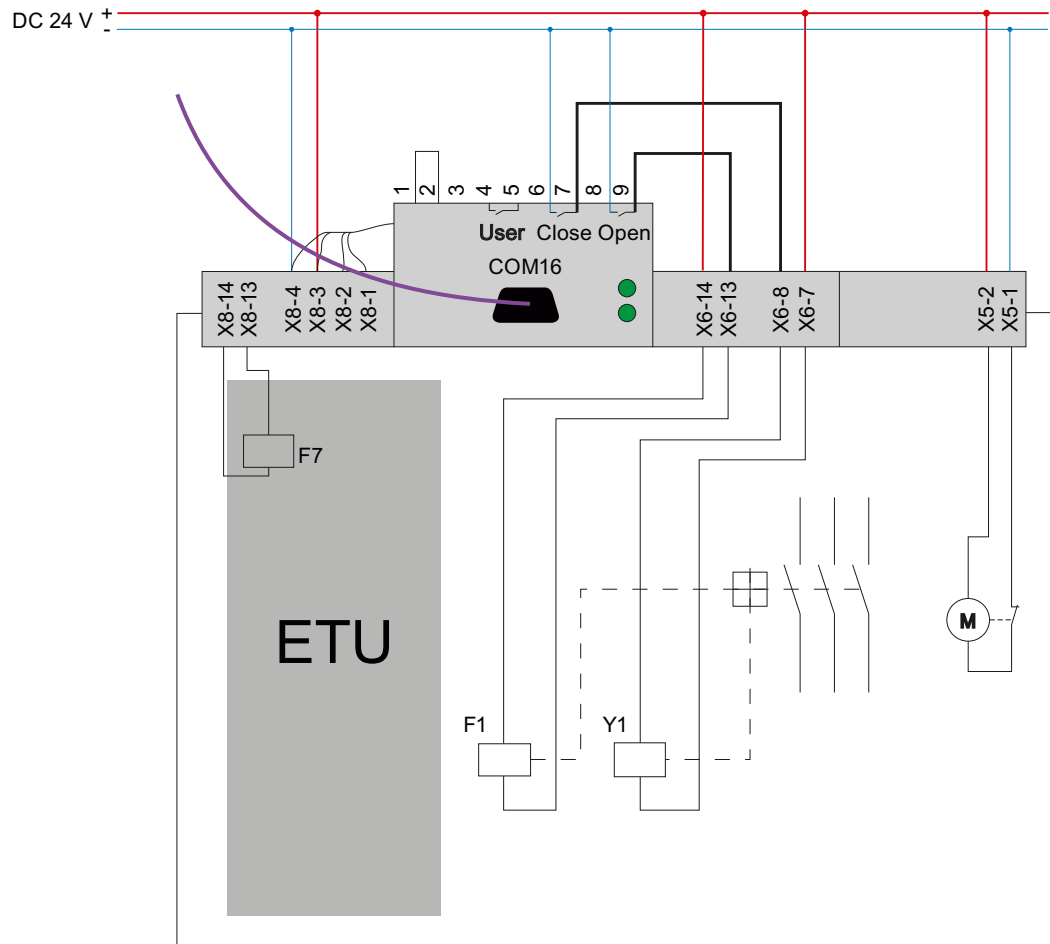 DC 24 V +
-
1
2
3
4
5
6
7
8
9
User Close Open
COM16
X8-14
X8-13
X8-4
X8-3
X8-2
X8-1
X6-14
X6-13
X6-8
X6-7
X5-2
X5-1
F7
ETU
M
F1
Y1